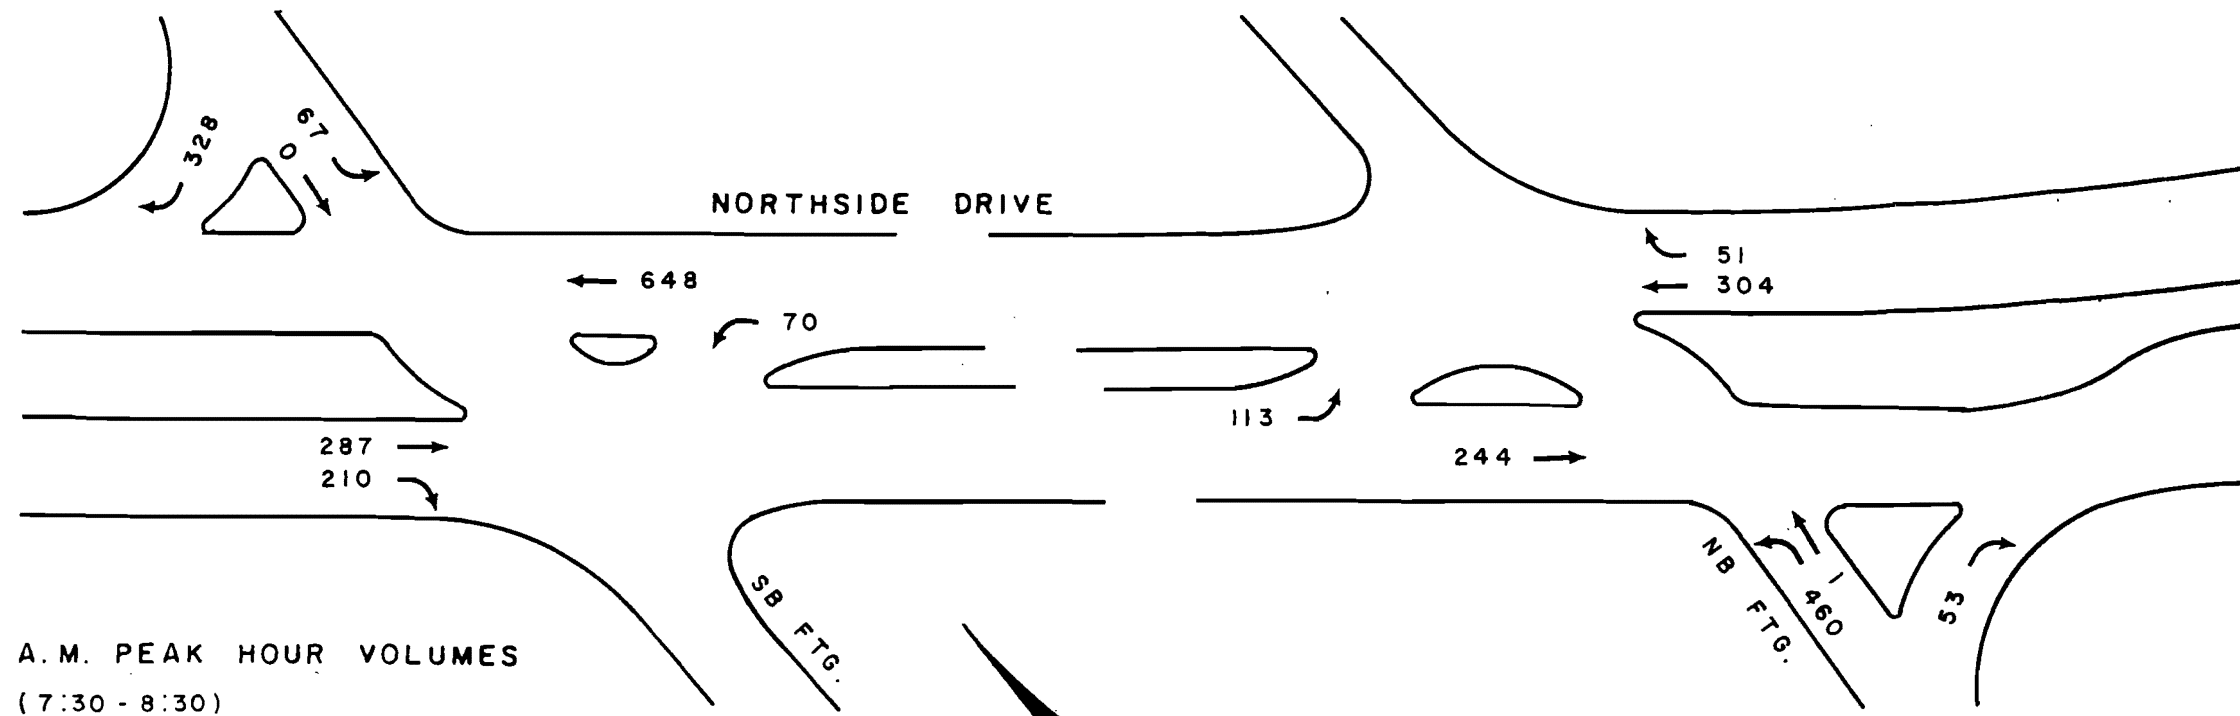 328
0
67
NORTHSIDE DRIVE
648
70
51
304
113
287
210
244
SB FTG.
NB FTG.
1
460
53
A.M. PEAK HOUR VOLUMES
(7:30 - 8:30)